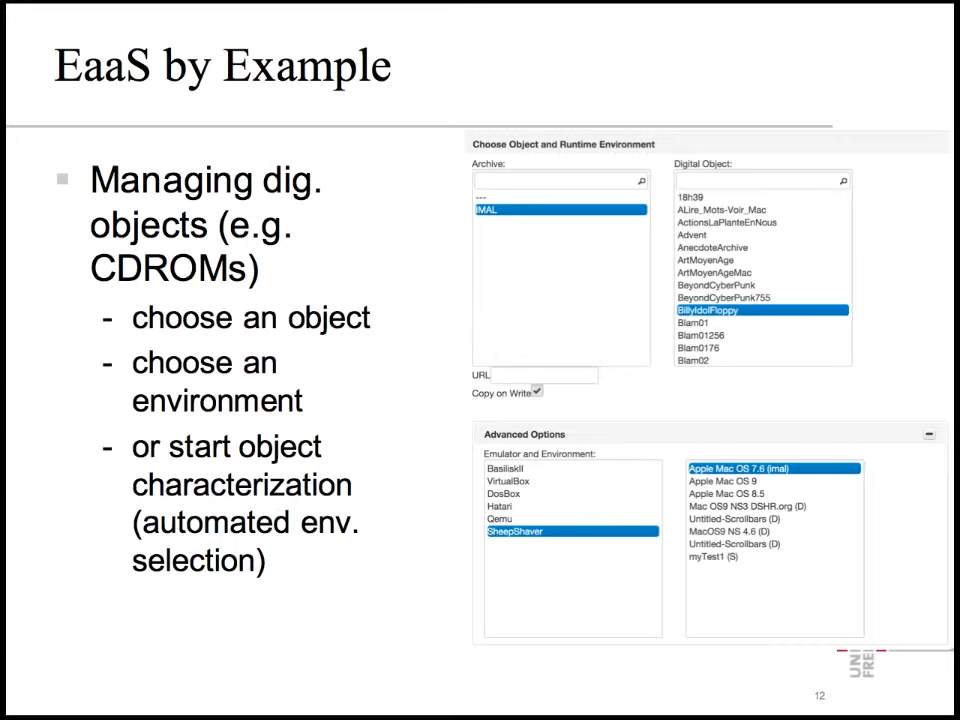 EaaS by Example
Managing dig.
objects (e.g.
CDROMs)
- choose an object
- choose an
environment
- or start object
characterization
(automated env.
selection)
Choose Object and Runtime Environment
Archive:
---
IMAL
URL
Copy on Write
Digital Object:
18h39
ALire_Mots-Voir_Mac
ActionsLaPlanteEnNous
Advent
AnecdoteArchive
ArtMoyenAge
ArtMoyenAgeMac
BeyondCyberPunk
BeyondCyberPunk755
BillyIdolFloppy
Blam01
Blam01256
Blam0176
Blam02
Advanced Options
Emulator and Environment:
BasiliskII
VirtualBox
DosBox
Hatari
Qemu
SheepShaver
Apple Mac OS 7.6 (imal)
Apple Mac OS 9
Apple Mac OS 8.5
Mac OS9 NS3 DSHR.org (D)
Untitled-Scrollbars (D)
MacOS9 NS 4.6 (D)
Untitled-Scrollbars (D)
myTest1 (S)
UNI
FRE
12